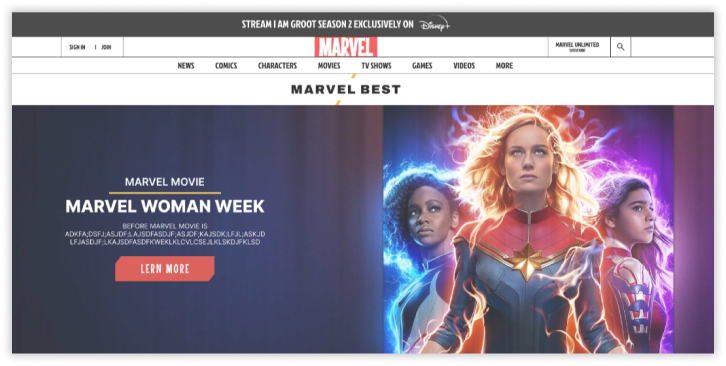 STREAM I AM GROOT SEASON 2 EXCLUSIVELY ON Disney+
SIGN IN | JOIN
MARVEL
MARVEL UNLIMITED
SUBSCRIBE
NEWS COMICS CHARACTERS MOVIES TV SHOWS GAMES VIDEOS MORE
MARVEL BEST
MARVEL MOVIE
MARVEL WOMAN WEEK
BEFORE MARVEL MOVIE IS
ADKFA;DSFJ;ASJDF;LAJSDFASDJF;ASJDF;KAJSDK;LFJL;ASKJD
LFJASDJF;LKAJSDFASDFKWEKLKLCVLCSEJLKLSKDJFKLSD
LERN MORE